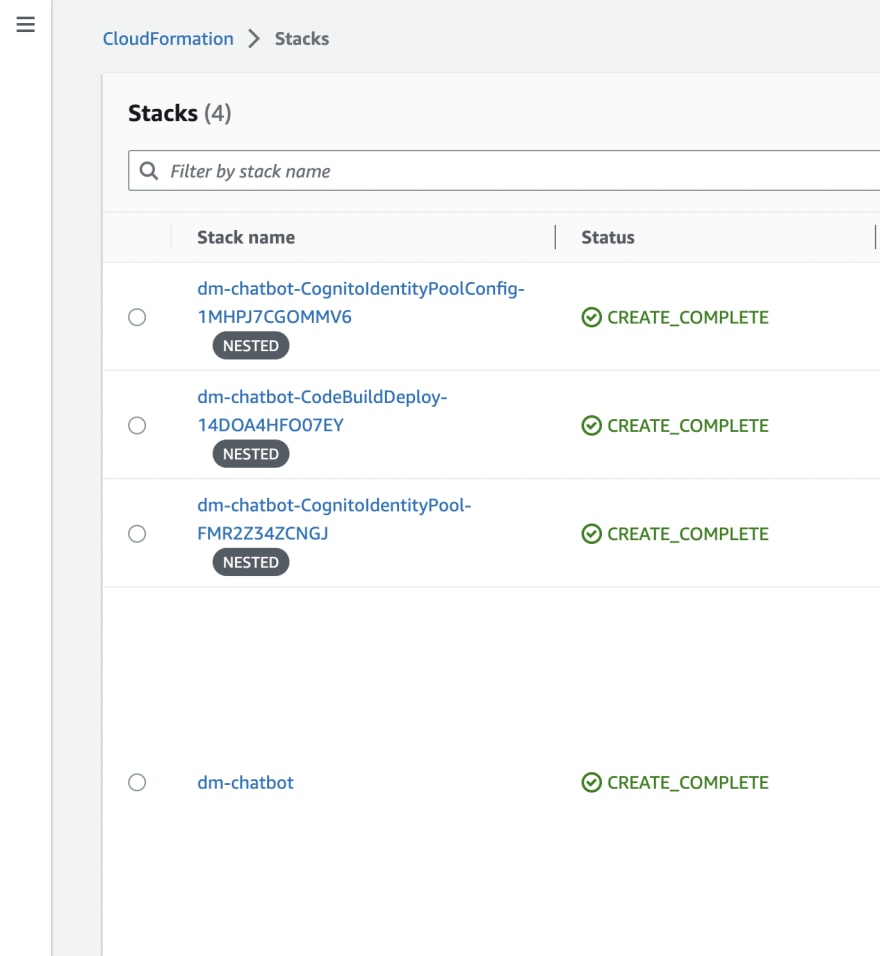 CloudFormation > Stacks
Stacks (4)
Filter by stack name
Stack name Status
dm-chatbot-CognitoIdentityPoolConfig-
1MHPJ7CGOMMV6
CREATE_COMPLETE
NESTED
dm-chatbot-CodeBuildDeploy-
14DOA4HFO07EY
CREATE_COMPLETE
NESTED
dm-chatbot-CognitoIdentityPool-
FMR2Z34ZCNGJ
CREATE_COMPLETE
NESTED
dm-chatbot CREATE_COMPLETE